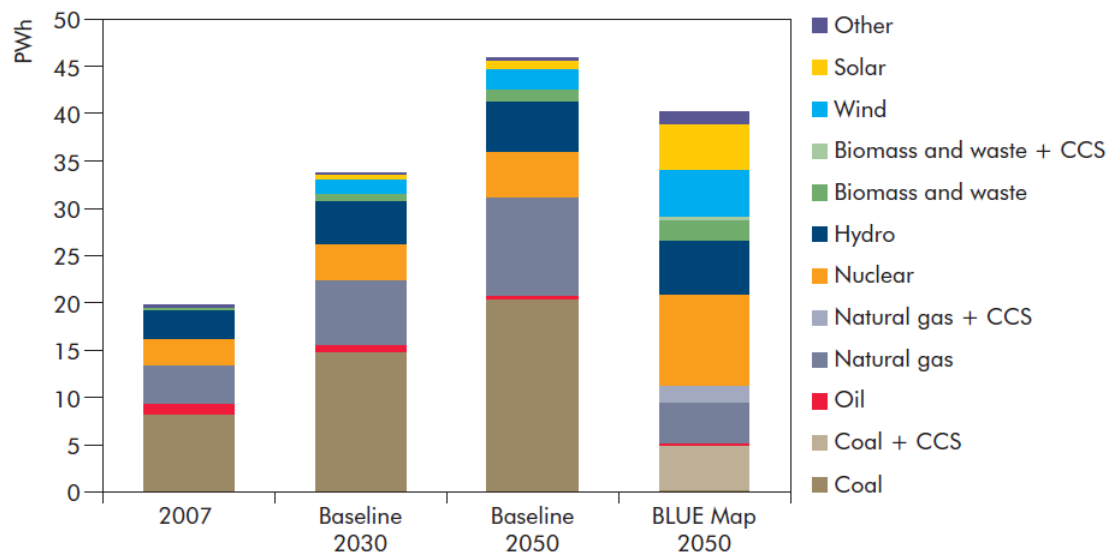 PWh
50
45
40
35
30
25
20
15
10
5
0
2007
Baseline
2030
Baseline
2050
BLUE Map
2050
Other
Solar
Wind
Biomass and waste + CCS
Biomass and waste
Hydro
Nuclear
Natural gas + CCS
Natural gas
Oil
Coal + CCS
Coal